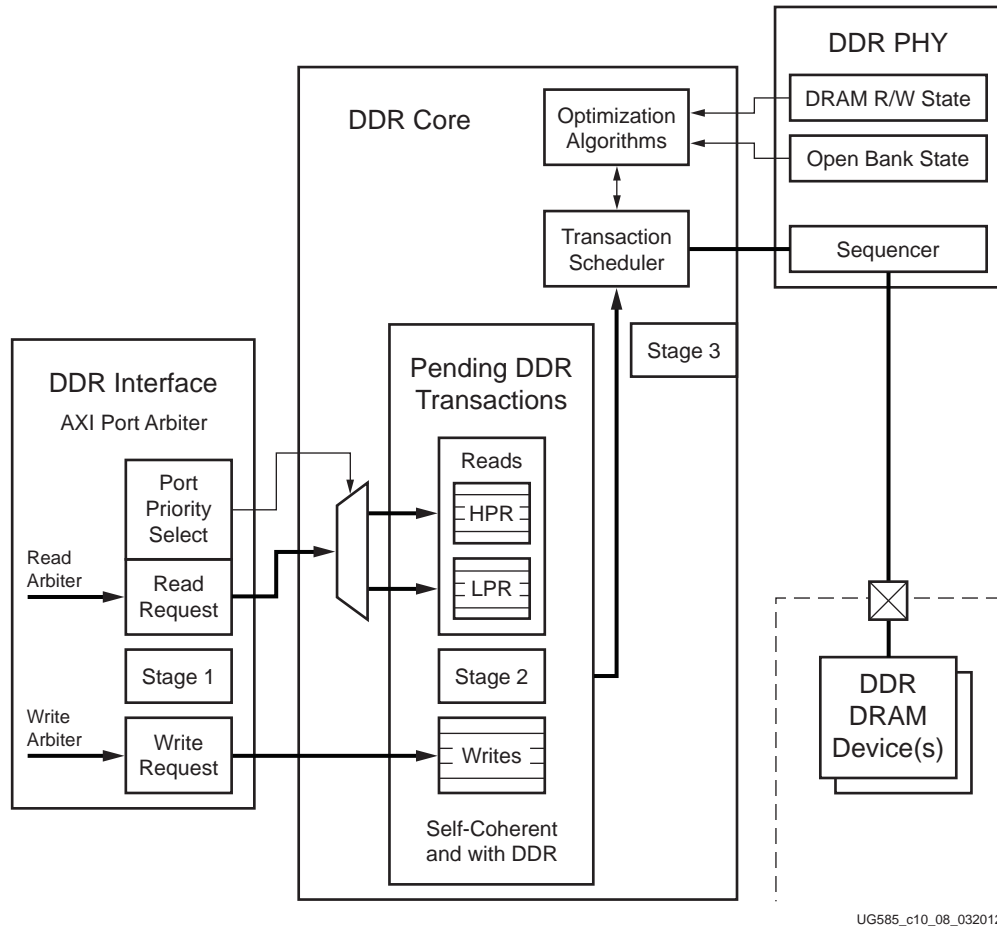 DDR PHY
DRAM R/W State
Open Bank State
Sequencer
DDR Core
Optimization
Algorithms
Transaction
Scheduler
Stage 3
Pending DDR
Transactions
Reads
HPR
LPR
Stage 2
Writes
Self-Coherent
and with DDR
DDR Interface
AXI Port Arbiter
Port
Priority
Select
Read
Arbiter
Read
Request
Stage 1
Write
Arbiter
Write
Request
DDR
DRAM
Device(s)
UG585_c10_08_032012